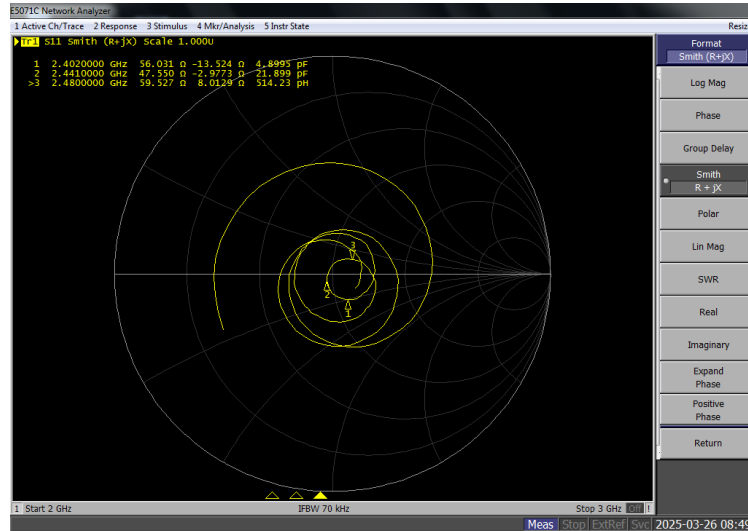 E5071C Network Analyzer
1 Active Ch/Trace 2 Response 3 Stimulus 4 Mkr/Analysis 5 Instr State
Resiz
Tr1 S11 Smith (R+jX) Scale 1.000U
1 2.4020000 GHz 56.031 Ω -13.524 Ω 4.8995 pF
2 2.4410000 GHz 47.550 Ω -2.9773 Ω 21.899 pF
>3 2.4800000 GHz 59.527 Ω 8.0129 Ω 514.23 pH
3
2
1
Format
Smith (R+jX)
Log Mag
Phase
Group Delay
Smith
R + jX
Polar
Lin Mag
SWR
Real
Imaginary
Expand
Phase
Positive
Phase
Return
1 Start 2 GHz
IFBW 70 kHz
Stop 3 GHz Off !
Meas Stop ExtRef Svc 2025-03-26 08:49